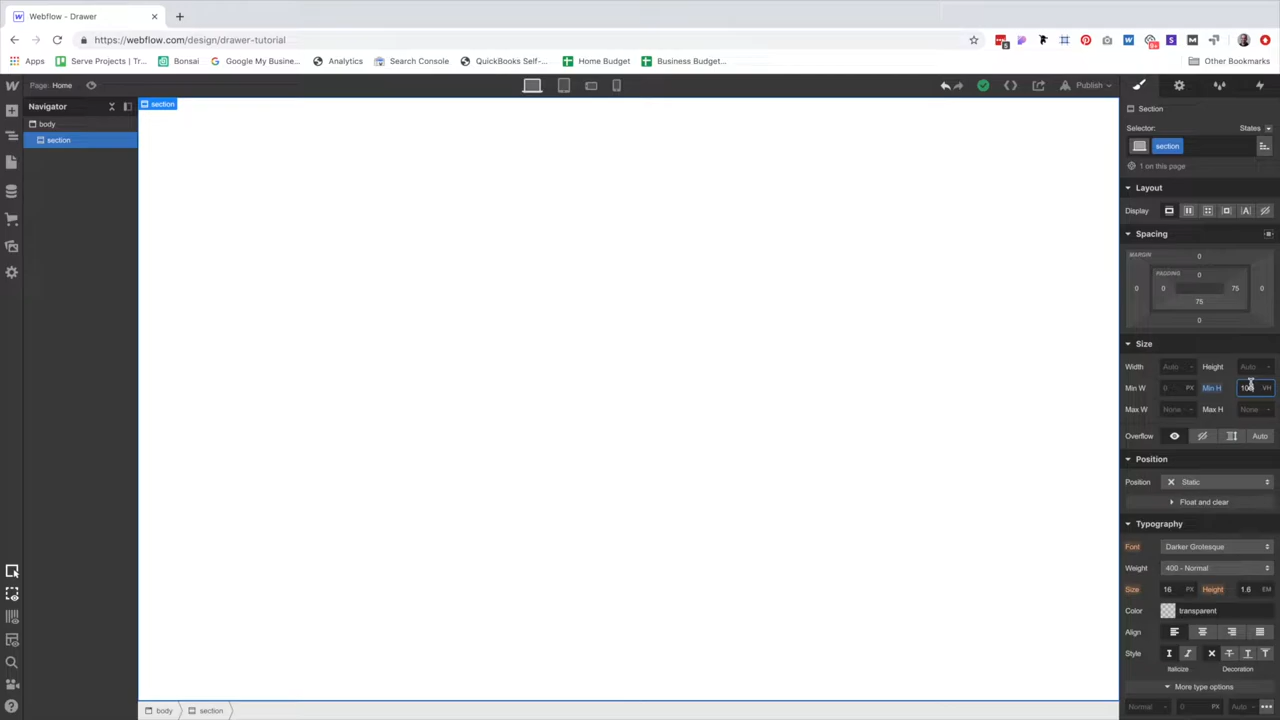 Webflow - Drawer
https://webflow.com/design/drawer-tutorial
Apps
Serve Projects | Tr...
Bonsai
Google My Busine...
Analytics
Search Console
QuickBooks Self-...
Home Budget
Business Budget...
Other Bookmarks
Page: Home
Publish
Navigator
body
section
section
Section
Selector:
States
section
1 on this page
Layout
Display
Spacing
MARGIN
0
PADDING
0
0
0
75
0
75
0
Size
Width
Auto
-
Height
Auto
-
Min W
0
PX
Min H
100
VH
Max W
None
-
Max H
None
-
Overflow
Auto
Position
Position
Static
Float and clear
Typography
Font
Darker Grotesque
Weight
400 - Normal
Size
16
PX
Height
1.6
EM
Color
transparent
Align
Style
Italicize
Decoration
More type options
Normal
-
0
PX
Auto
-
body
section